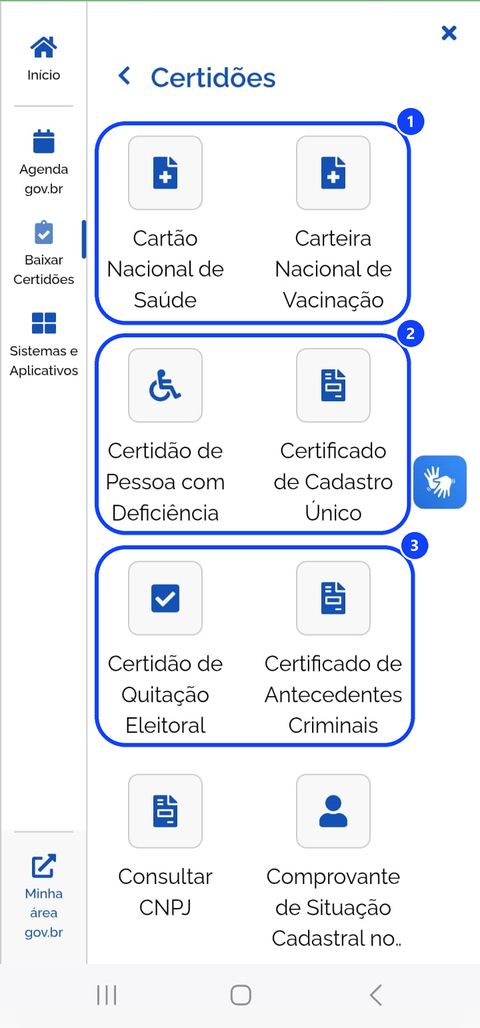 Início
Agenda
gov.br
Baixar
Certidões
Sistemas e
Aplicativos
Minha
área
gov.br
Certidões
1
Cartão
Nacional de
Saúde
Carteira
Nacional de
Vacinação
2
Certidão de
Pessoa com
Deficiência
Certificado
de Cadastro
Único
3
Certidão de
Quitação
Eleitoral
Certificado de
Antecedentes
Criminais
Consultar
CNPJ
Comprovante
de Situação
Cadastral no..